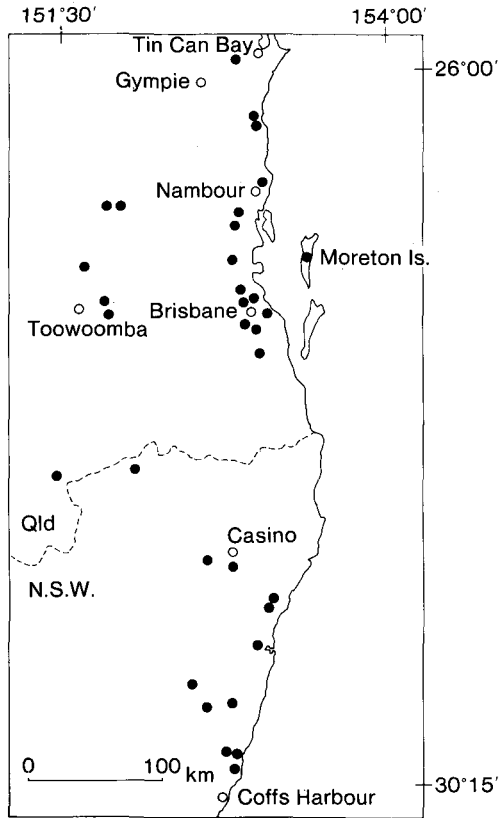 151°30′ 154°00′
Tin Can Bay
26°00′
Gympie
Nambour
Moreton Is.
Brisbane
Toowoomba
Qld
Casino
N.S.W.
0 100 km
30°15′
Coffs Harbour